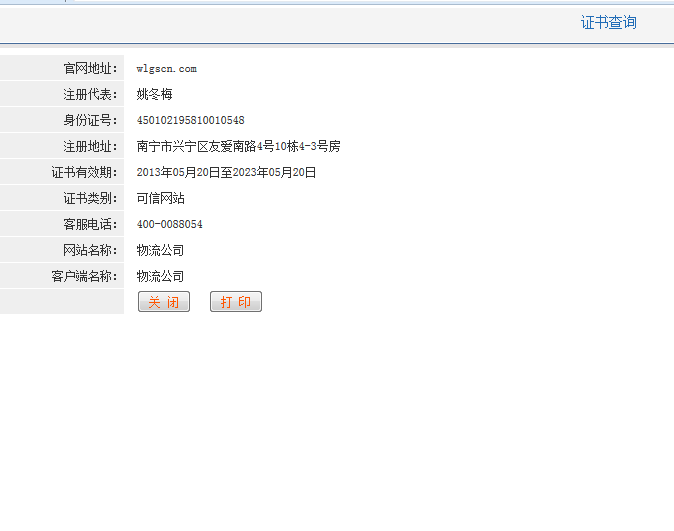 证书查询
官网地址: wlgscn.com
注册代表: 姚冬梅
身份证号: 450102195810010548
注册地址: 南宁市兴宁区友爱南路4号10栋4-3号房
证书有效期: 2013年05月20日至2023年05月20日
证书类别: 可信网站
客服电话: 400-0088054
网站名称: 物流公司
客户端名称: 物流公司
关 闭 打 印